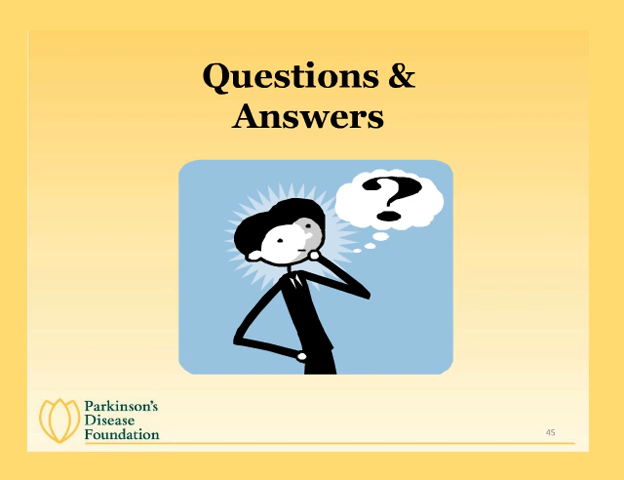 Questions &
Answers
?
Parkinson's
Disease
Foundation
45